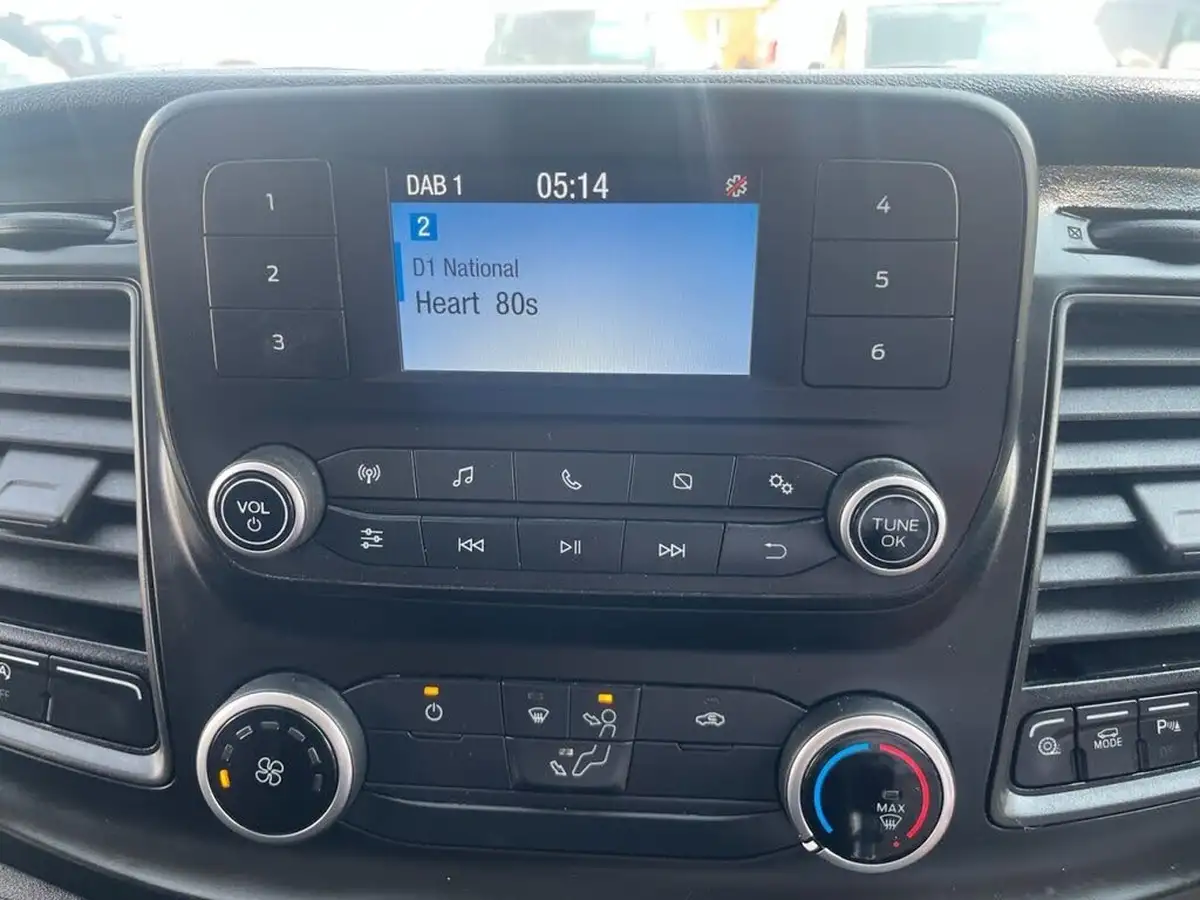 DAB 1 05:14
2
D1 National
Heart 80s
1
2
3
4
5
6
VOL
TUNE
OK
MAX
MODE
P